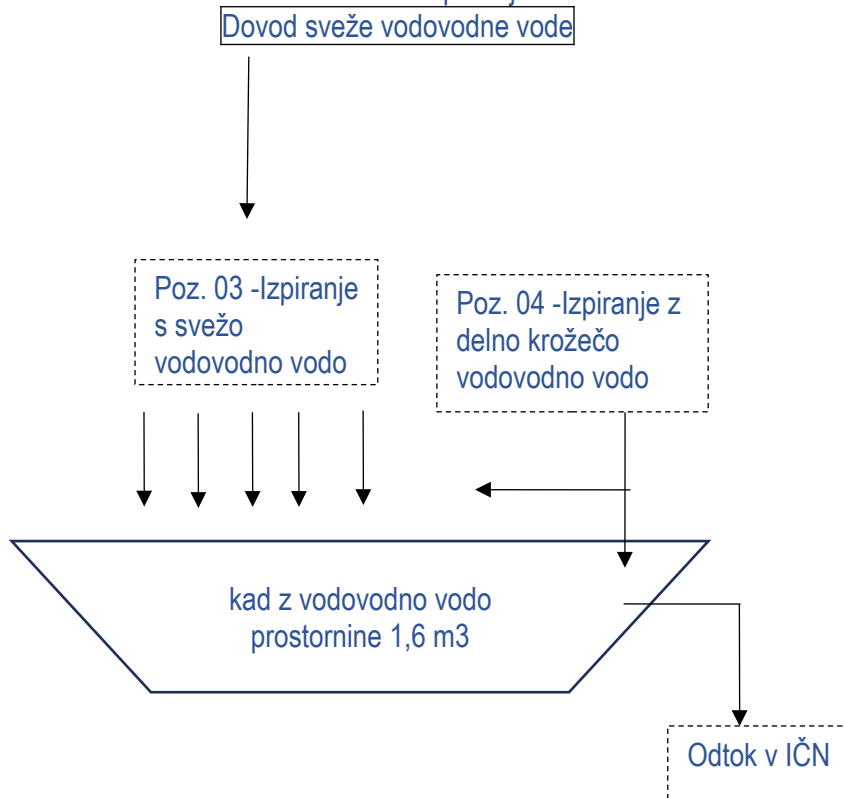 Dovod sveže vodovodne vode
Poz. 03 -Izpiranje
s svežo
vodovodno vodo
Poz. 04 -Izpiranje z
delno krožečo
vodovodno vodo
kad z vodovodno vodo
prostornine 1,6 m3
Odtok v IČN